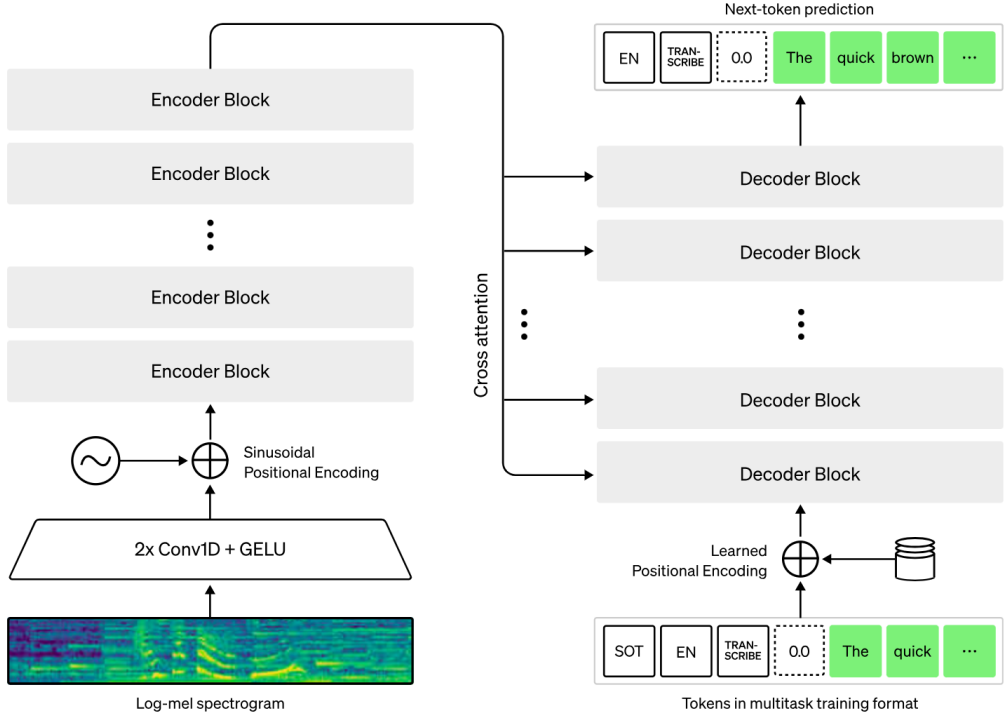 Next-token prediction
EN
TRAN-
SCRIBE
0.0
The
quick
brown
...
Encoder Block
Encoder Block
Encoder Block
Encoder Block
Sinusoidal
Positional Encoding
2x Conv1D + GELU
Log-mel spectrogram
Cross attention
Decoder Block
Decoder Block
Decoder Block
Decoder Block
Learned
Positional Encoding
SOT
EN
TRAN-
SCRIBE
0.0
The
quick
...
Tokens in multitask training format